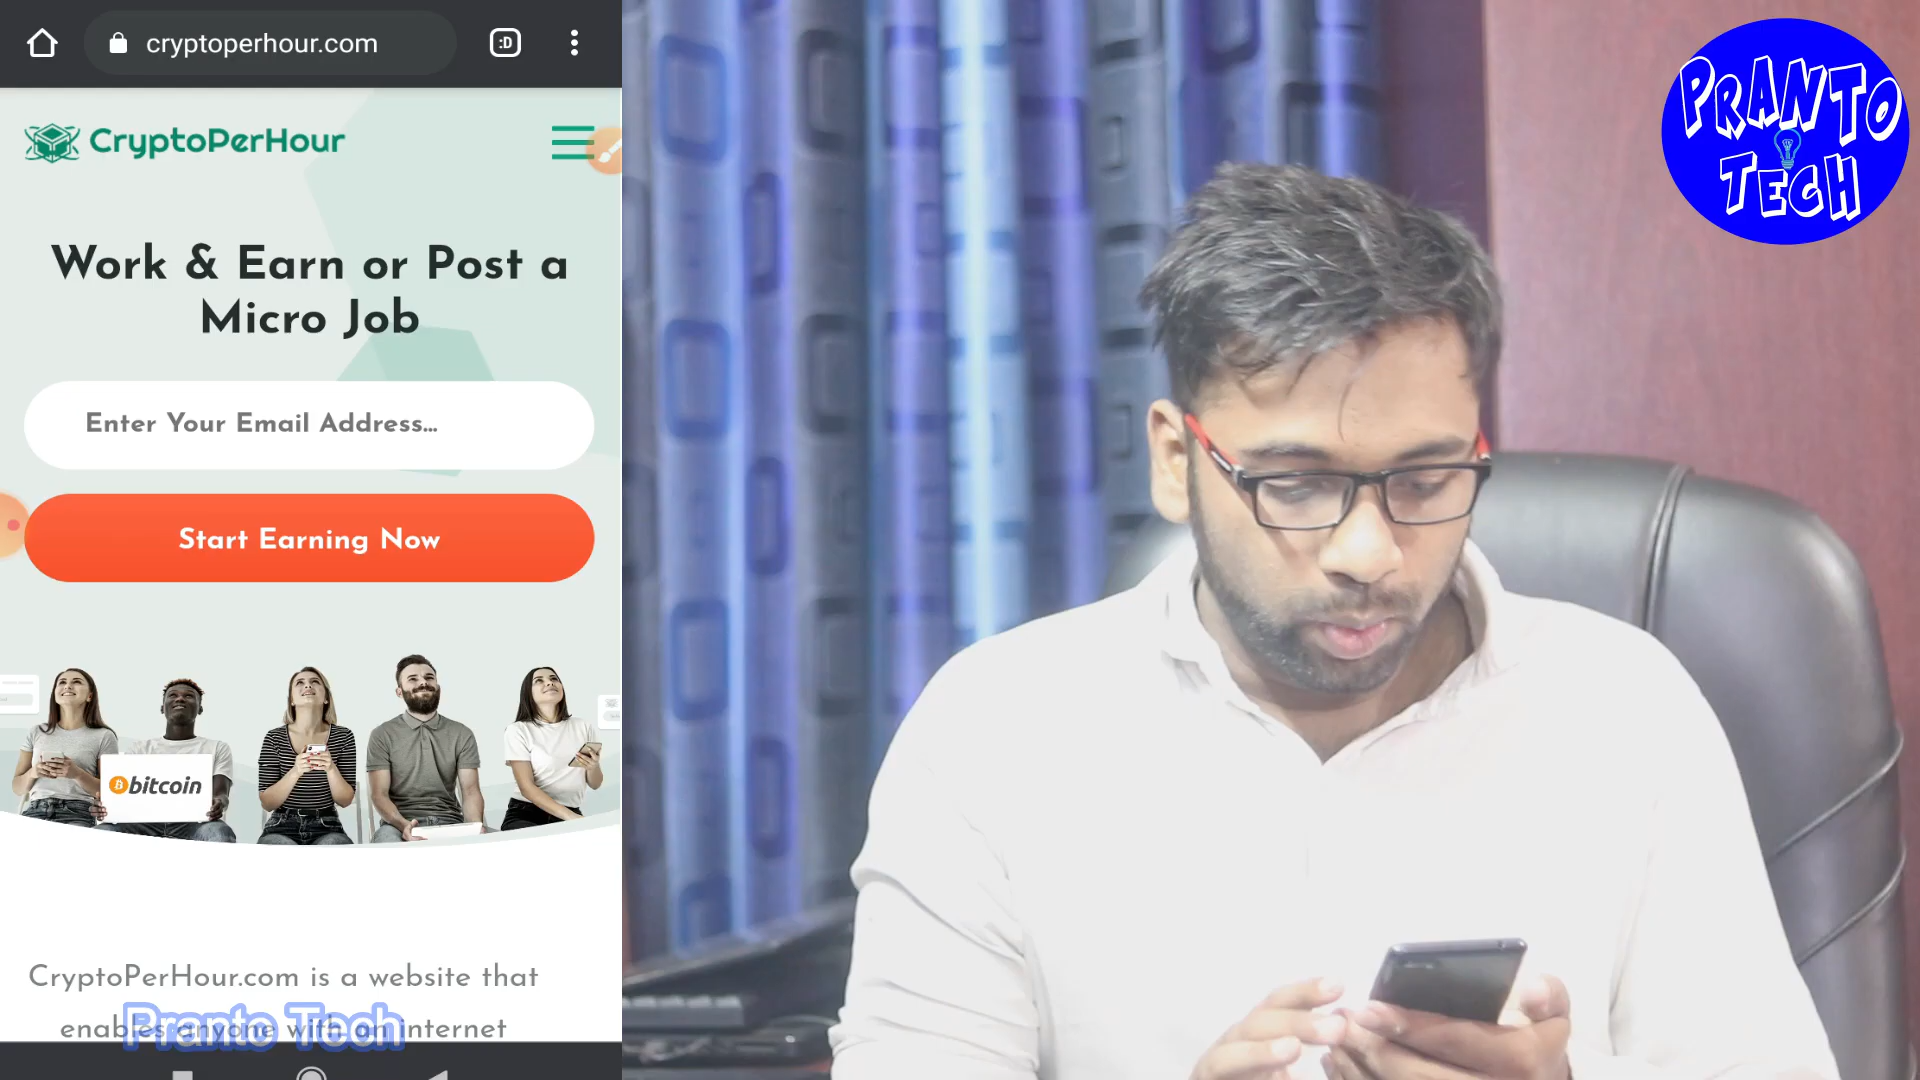 cryptoperhour.com
:D
CryptoPerHour
Work & Earn or Post a
Micro Job
Enter Your Email Address...
Start Earning Now
bitcoin
CryptoPerHour.com is a website that
enables anyone with an internet
Pranto Tech
PRANTO
TECH